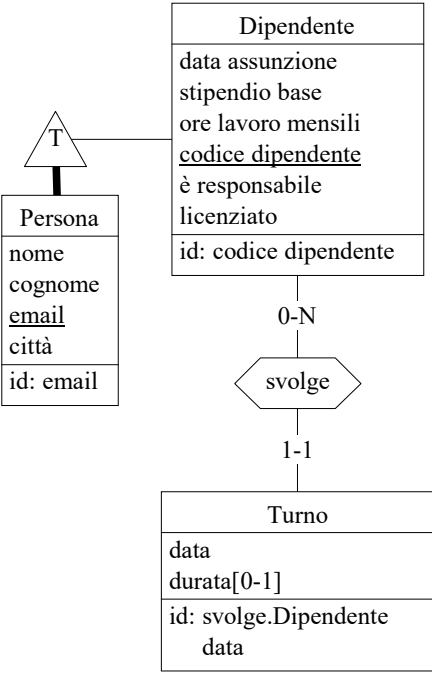 Dipendente
data assunzione
stipendio base
ore lavoro mensili
codice dipendente
è responsabile
licenziato
id: codice dipendente
T
Persona
nome
cognome
email
città
id: email
0-N
svolge
1-1
Turno
data
durata[0-1]
id: svolge.Dipendente
data